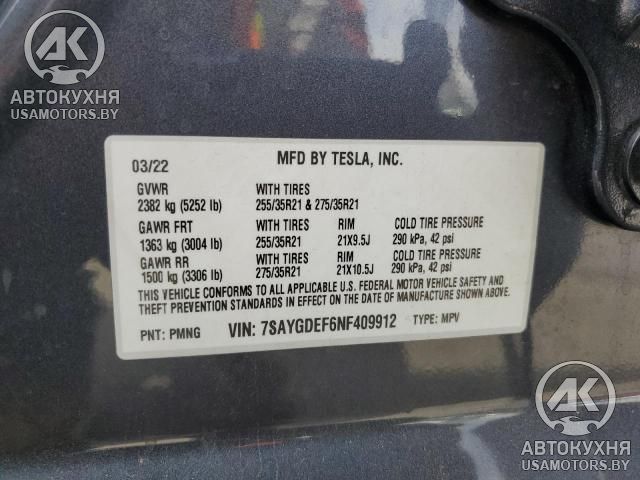 АК
АВТОКУХНЯ
USAMOTORS.BY
03/22 MFD BY TESLA, INC.
GVWR WITH TIRES
2382 kg (5252 lb) 255/35R21 & 275/35R21
GAWR FRT WITH TIRES RIM COLD TIRE PRESSURE
1363 kg (3004 lb) 255/35R21 21X9.5J 290 kPa, 42 psi
GAWR RR WITH TIRES RIM COLD TIRE PRESSURE
1500 kg (3306 lb) 275/35R21 21X10.5J 290 kPa, 42 psi
THIS VEHICLE CONFORMS TO ALL APPLICABLE U.S. FEDERAL MOTOR VEHICLE SAFETY AND
THEFT PREVENTION STANDARDS IN EFFECT ON THE DATE OF MANUFACTURE SHOWN ABOVE.
PNT: PMNG VIN: 7SAYGDEF6NF409912 TYPE: MPV
АК
АВТОКУХНЯ
USAMOTORS.BY